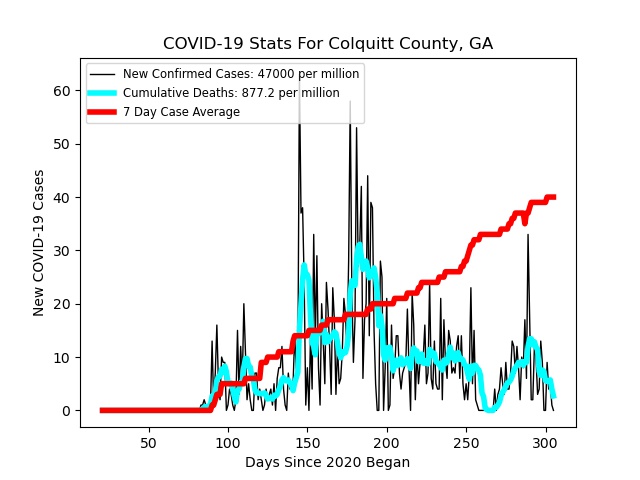 COVID-19 Stats For Colquitt County, GA
New Confirmed Cases: 47000 per million
Cumulative Deaths: 877.2 per million
7 Day Case Average
New COVID-19 Cases
60
50
40
30
20
10
0
50
100
150
200
250
300
Days Since 2020 Began